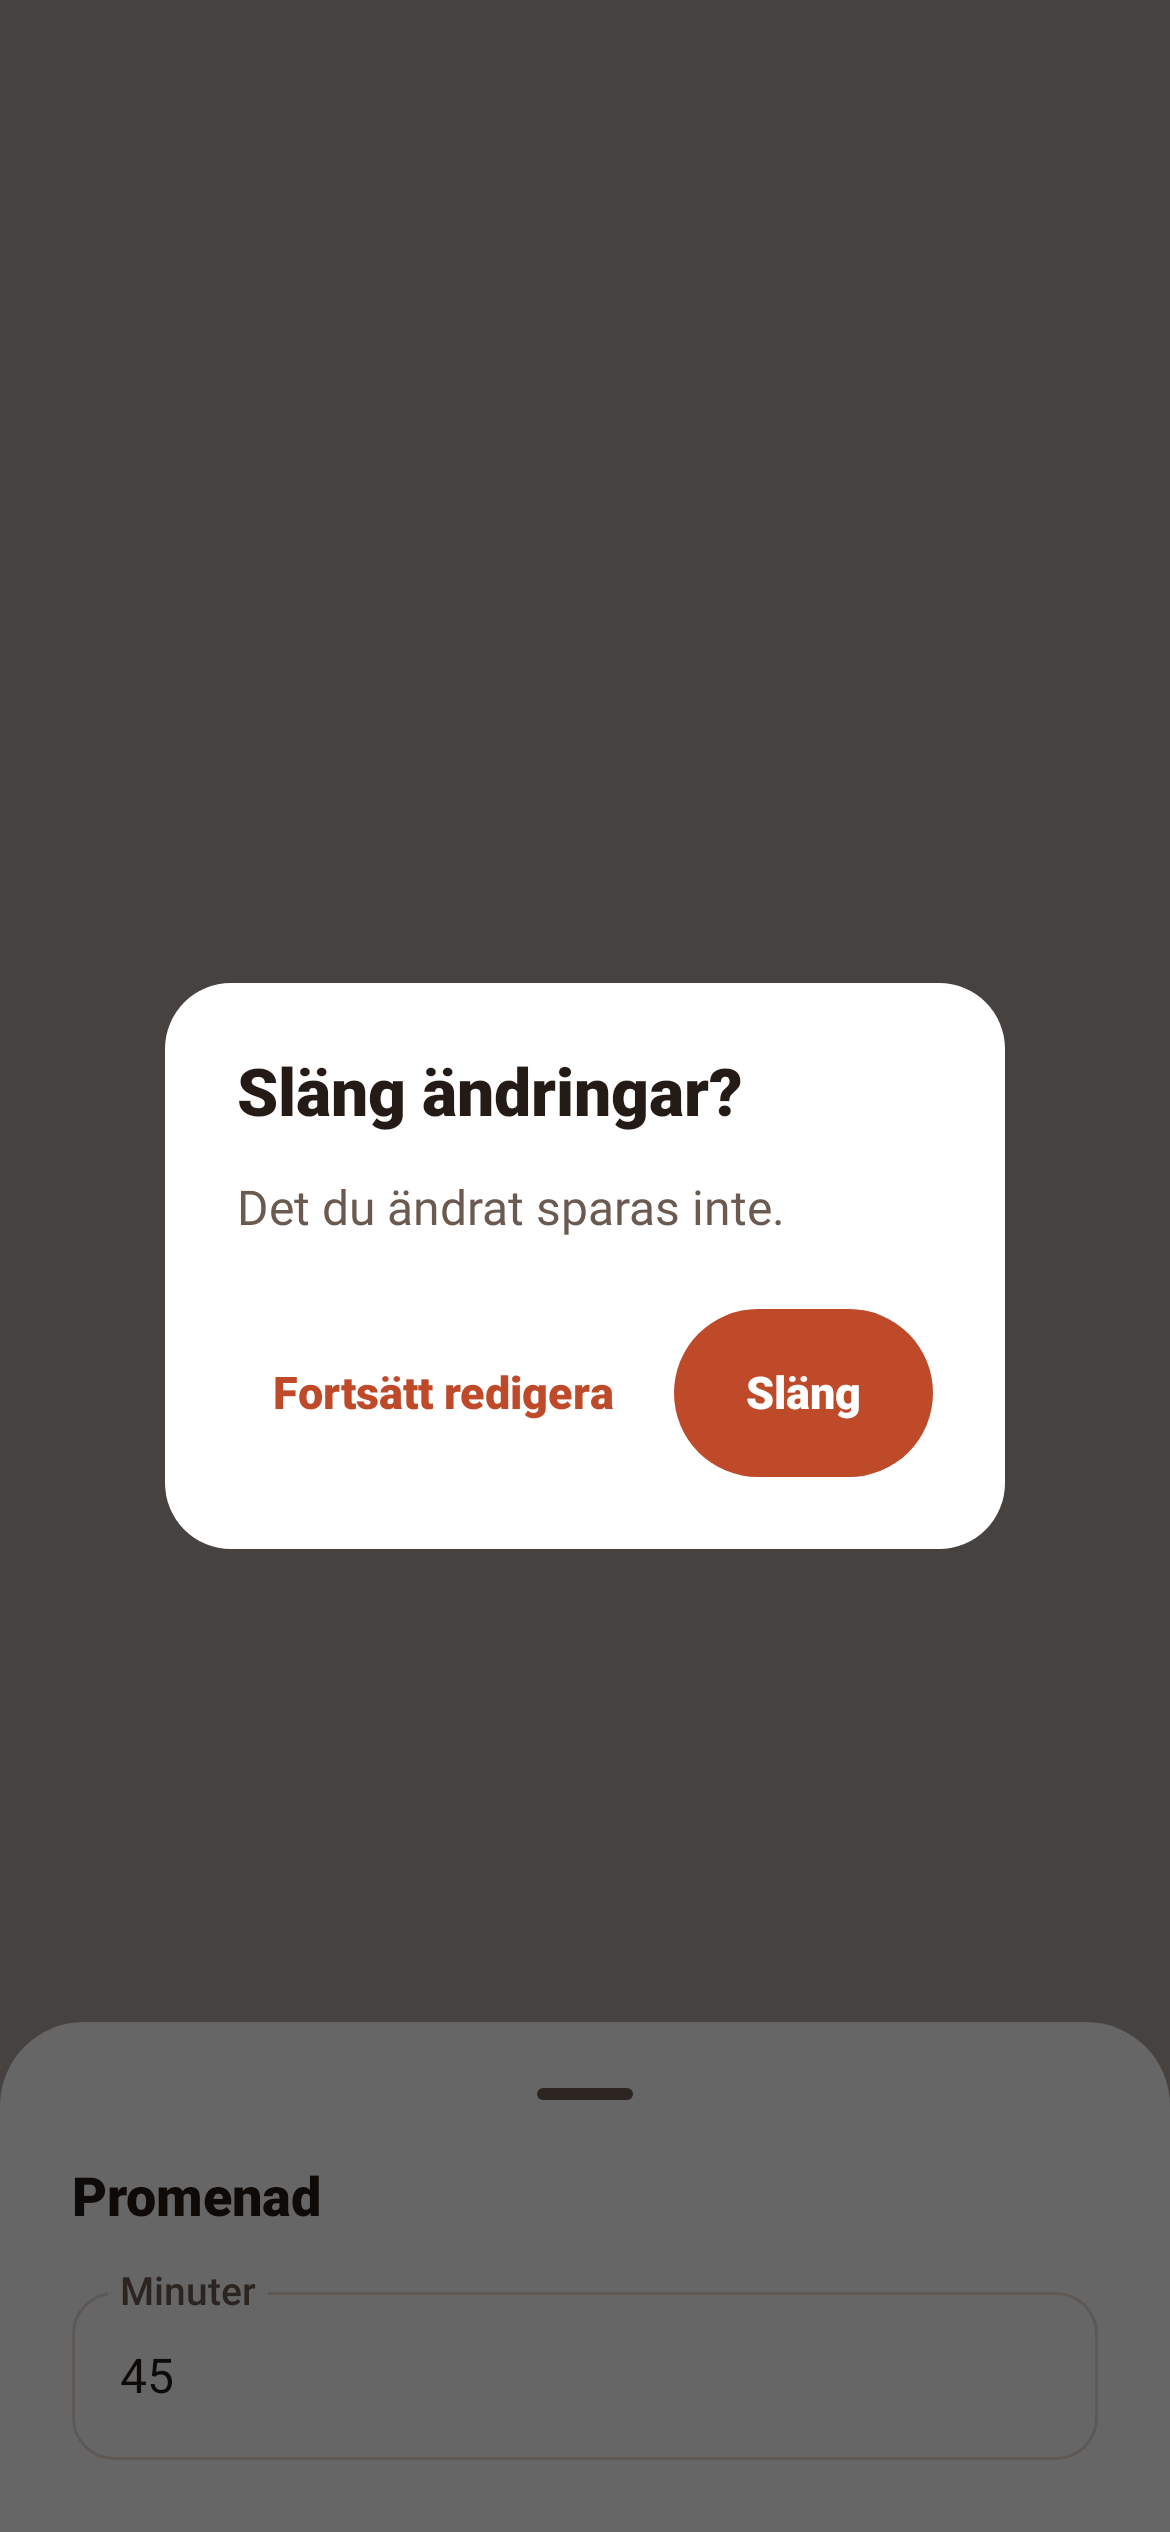 Släng ändringar?
Det du ändrat sparas inte.
Fortsätt redigera
Släng
Promenad
Minuter
45